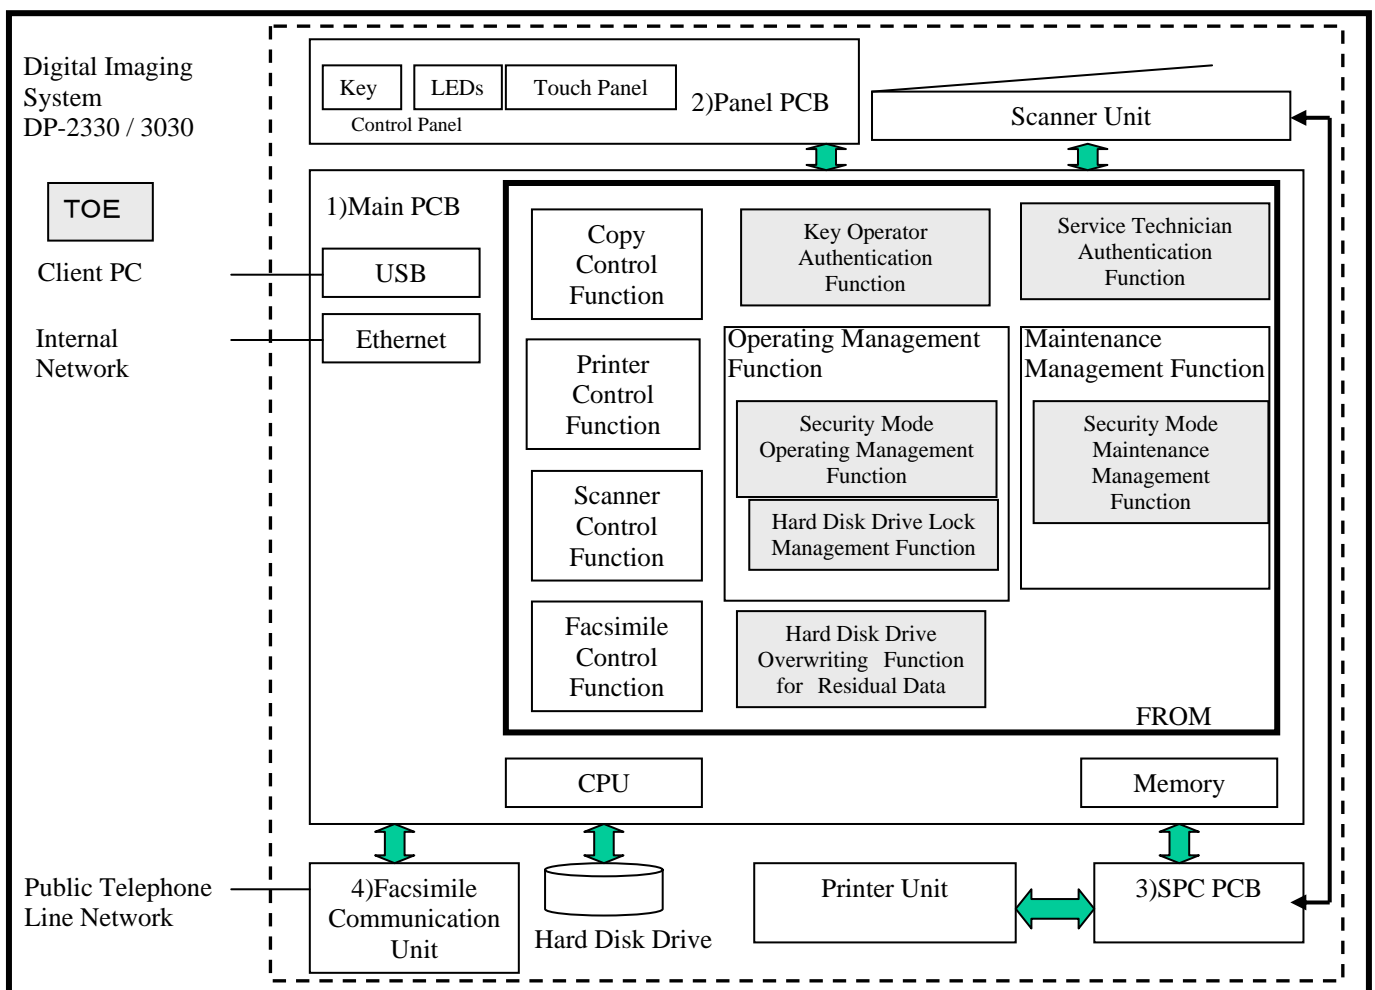 Digital Imaging
System
DP-2330 / 3030
TOE
Client PC
Internal
Network
Public Telephone
Line Network
Key
LEDs
Touch Panel
Control Panel
2)Panel PCB
Scanner Unit
1)Main PCB
USB
Ethernet
Copy
Control
Function
Printer
Control
Function
Scanner
Control
Function
Facsimile
Control
Function
Key Operator
Authentication
Function
Service Technician
Authentication
Function
Operating Management
Function
Security Mode
Operating Management
Function
Hard Disk Drive Lock
Management Function
Maintenance
Management Function
Security Mode
Maintenance
Management
Function
Hard Disk Drive
Overwriting Function
for Residual Data
FROM
CPU
Memory
4)Facsimile
Communication
Unit
Hard Disk Drive
Printer Unit
3)SPC PCB